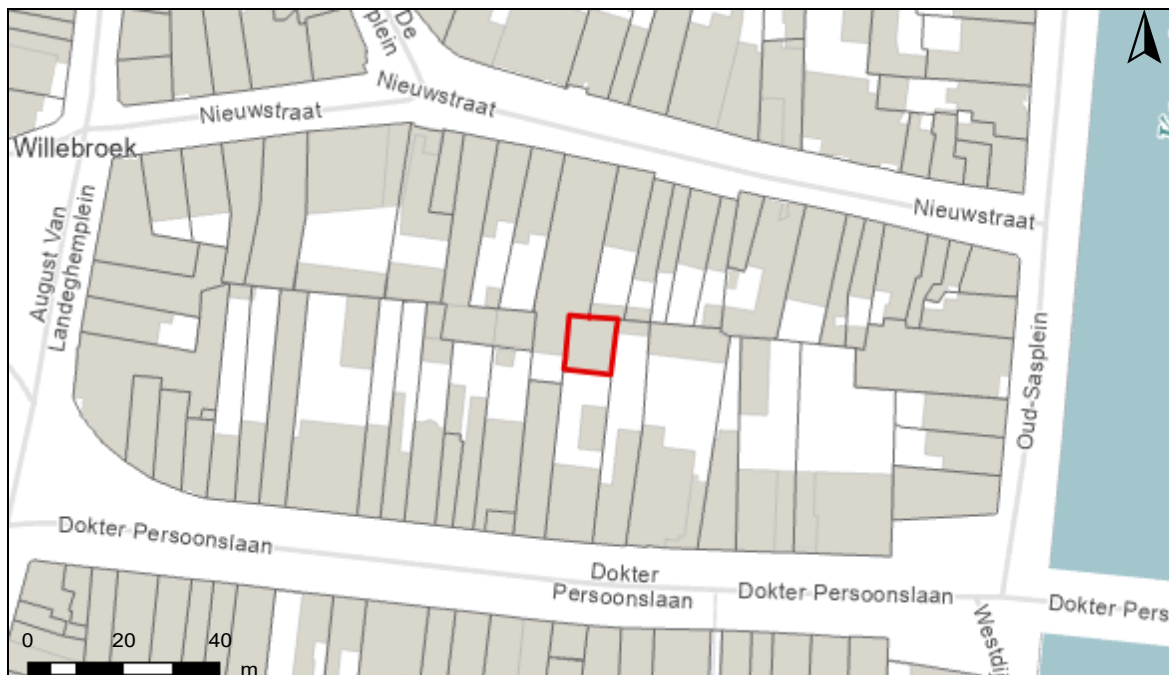 De
plein
Nieuwstraat
Nieuwstraat
Willebroek
Nieuwstraat
August Van
Landeghemplein
Oud-Sasplein
Dokter Persoonslaan
Dokter
Persoonslaan
Dokter Persoonslaan
Dokter Pers
Westdij
0 20 40
m